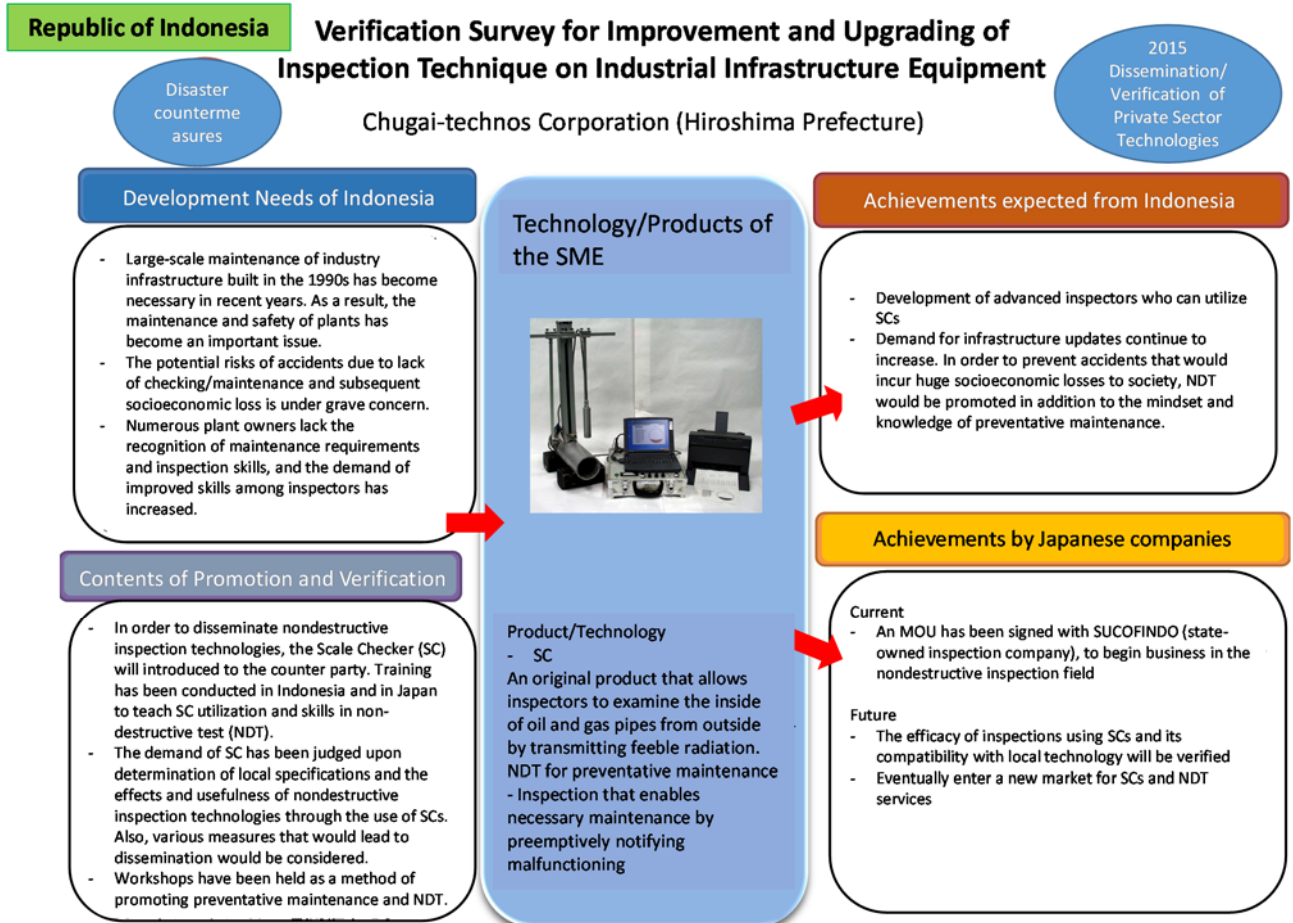 Republic of Indonesia
Verification Survey for Improvement and Upgrading of
Inspection Technique on Industrial Infrastructure Equipment
Chugai-technos Corporation (Hiroshima Prefecture)
Disaster
counterme
asures
2015
Dissemination/
Verification of
Private Sector
Technologies
Development Needs of Indonesia
- Large-scale maintenance of industry
infrastructure built in the 1990s has become
necessary in recent years. As a result, the
maintenance and safety of plants has
become an important issue.
- The potential risks of accidents due to lack
of checking/maintenance and subsequent
socioeconomic loss is under grave concern.
- Numerous plant owners lack the
recognition of maintenance requirements
and inspection skills, and the demand of
improved skills among inspectors has
increased.
Contents of Promotion and Verification
- In order to disseminate nondestructive
inspection technologies, the Scale Checker (SC)
will introduced to the counter party. Training
has been conducted in Indonesia and in Japan
to teach SC utilization and skills in non-
destructive test (NDT).
- The demand of SC has been judged upon
determination of local specifications and the
effects and usefulness of nondestructive
inspection technologies through the use of SCs.
Also, various measures that would lead to
dissemination would be considered.
- Workshops have been held as a method of
promoting preventative maintenance and NDT.
Technology/Products of
the SME
Product/Technology
- SC
An original product that allows
inspectors to examine the inside
of oil and gas pipes from outside
by transmitting feeble radiation.
NDT for preventative maintenance
- Inspection that enables
necessary maintenance by
preemptively notifying
malfunctioning
Achievements expected from Indonesia
- Development of advanced inspectors who can utilize
SCs
- Demand for infrastructure updates continue to
increase. In order to prevent accidents that would
incur huge socioeconomic losses to society, NDT
would be promoted in addition to the mindset and
knowledge of preventative maintenance.
Achievements by Japanese companies
Current
- An MOU has been signed with SUCOFINDO (state-
owned inspection company), to begin business in the
nondestructive inspection field
Future
- The efficacy of inspections using SCs and its
compatibility with local technology will be verified
- Eventually enter a new market for SCs and NDT
services